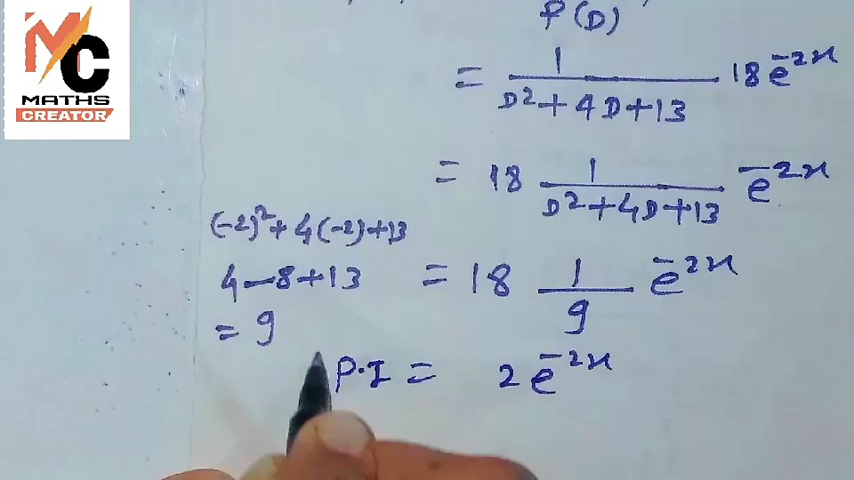 MC
MATHS
CREATOR
P(D)
= 1/(D²+4D+13) 18e^-2x
= 18 1/(D²+4D+13) e^-2x
(-2)²+4(-2)+13
4-8+13 = 18 1/9 e^-2x
= 9
P.I = 2e^-2x